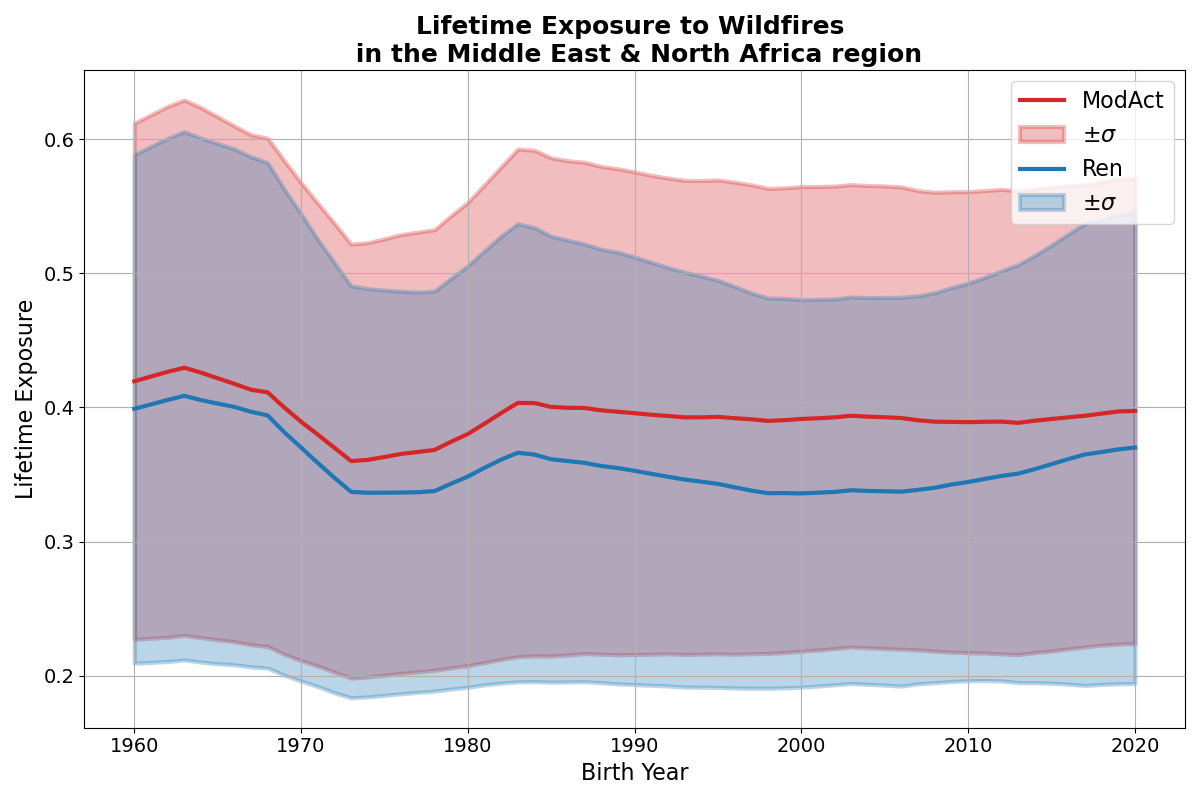 Lifetime Exposure to Wildfires
in the Middle East & North Africa region
Lifetime Exposure
0.6
0.5
0.4
0.3
0.2
ModAct
±σ
Ren
±σ
1960 1970 1980 1990 2000 2010 2020
Birth Year